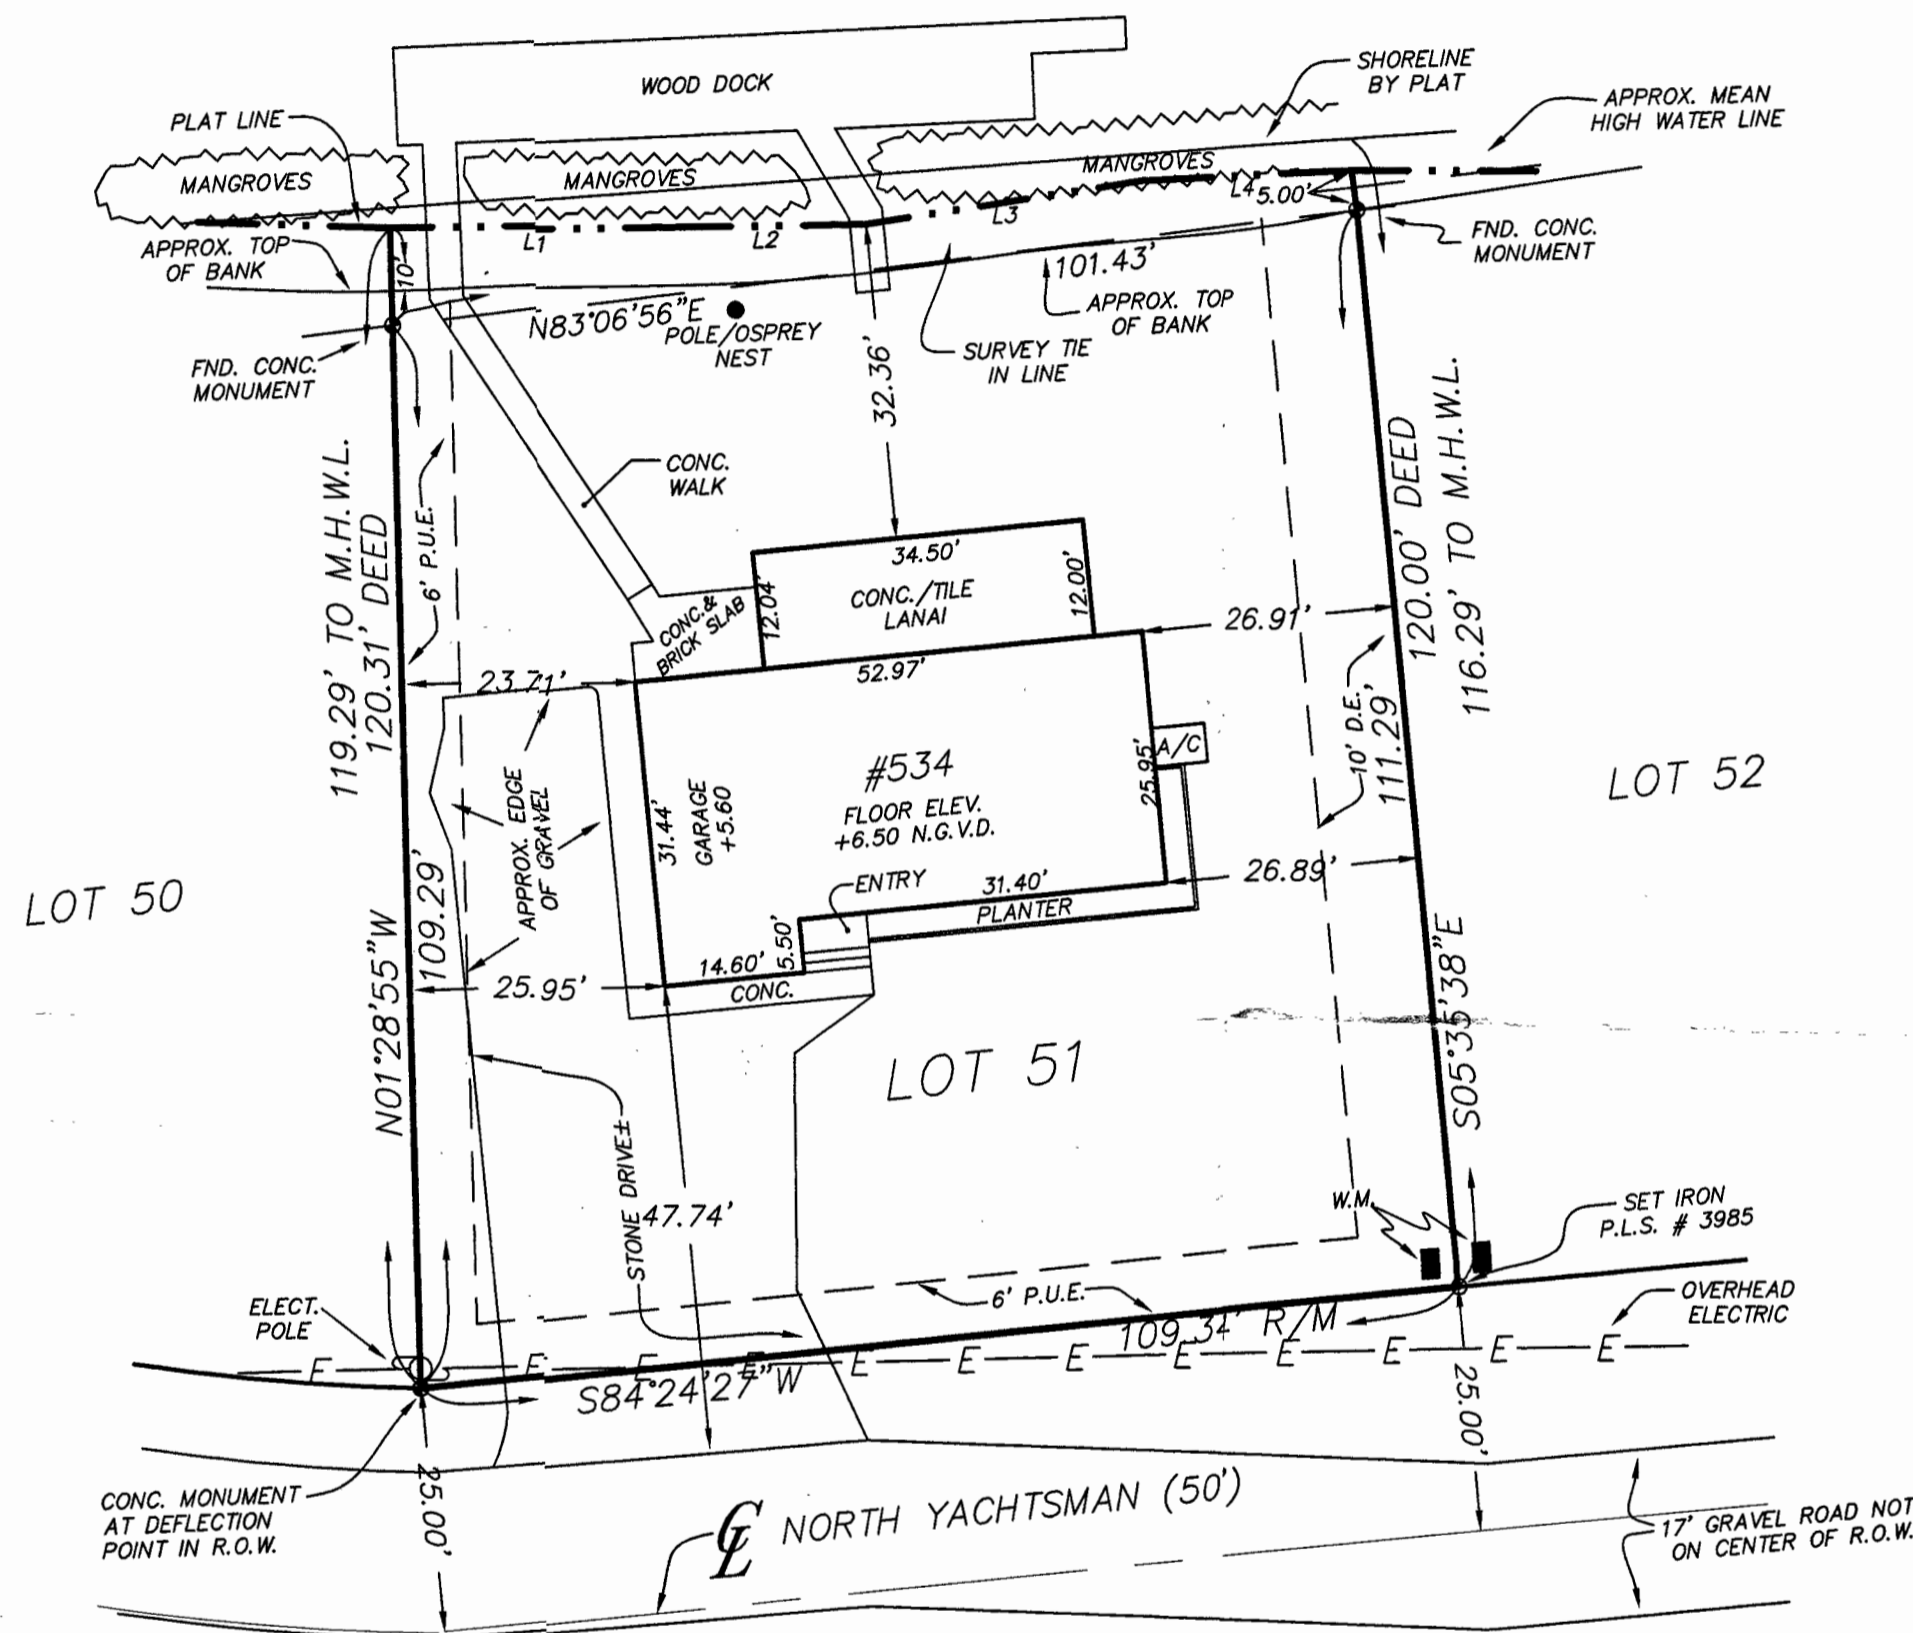 WOOD DOCK
SHORELINE
BY PLAT
APPROX. MEAN
HIGH WATER LINE
PLAT LINE
MANGROVES
MANGROVES
MANGROVES
L1
L2
L3
L4
5.00'
APPROX. TOP
OF BANK
10'
FND. CONC.
MONUMENT
101.43'
N83°06'56"E
POLE/OSPREY
NEST
APPROX. TOP
OF BANK
SURVEY TIE
IN LINE
FND. CONC.
MONUMENT
32.36'
CONC.
WALK
119.29' TO M.H.W.L.
120.31' DEED
6' P.U.E.
120.00' DEED
116.29' TO M.H.W.L.
34.50'
CONC./TILE
LANAI
12.04'
12.00'
CONC.&
BRICK SLAB
26.91'
23.71'
52.97'
10' D.E.
111.29'
#534
FLOOR ELEV.
+6.50 N.G.V.D.
A/C
25.95'
31.44'
GARAGE
+5.60
APPROX. EDGE
OF GRAVEL
LOT 52
LOT 50
ENTRY
31.40'
PLANTER
26.89'
5.50'
14.60'
CONC.
25.95'
109.29'
N01°28'55"W
S05°35'38"E
LOT 51
STONE DRIVE±
47.74'
W.M.
SET IRON
P.L.S. # 3985
6' P.U.E.
OVERHEAD
ELECTRIC
ELECT.
POLE
109.34' R/M
E E E E E E E E E E E E E
S84°24'27"W
25.00'
25.00'
CONC. MONUMENT
AT DEFLECTION
POINT IN R.O.W.
CL NORTH YACHTSMAN (50')
17' GRAVEL ROAD NOT
ON CENTER OF R.O.W.